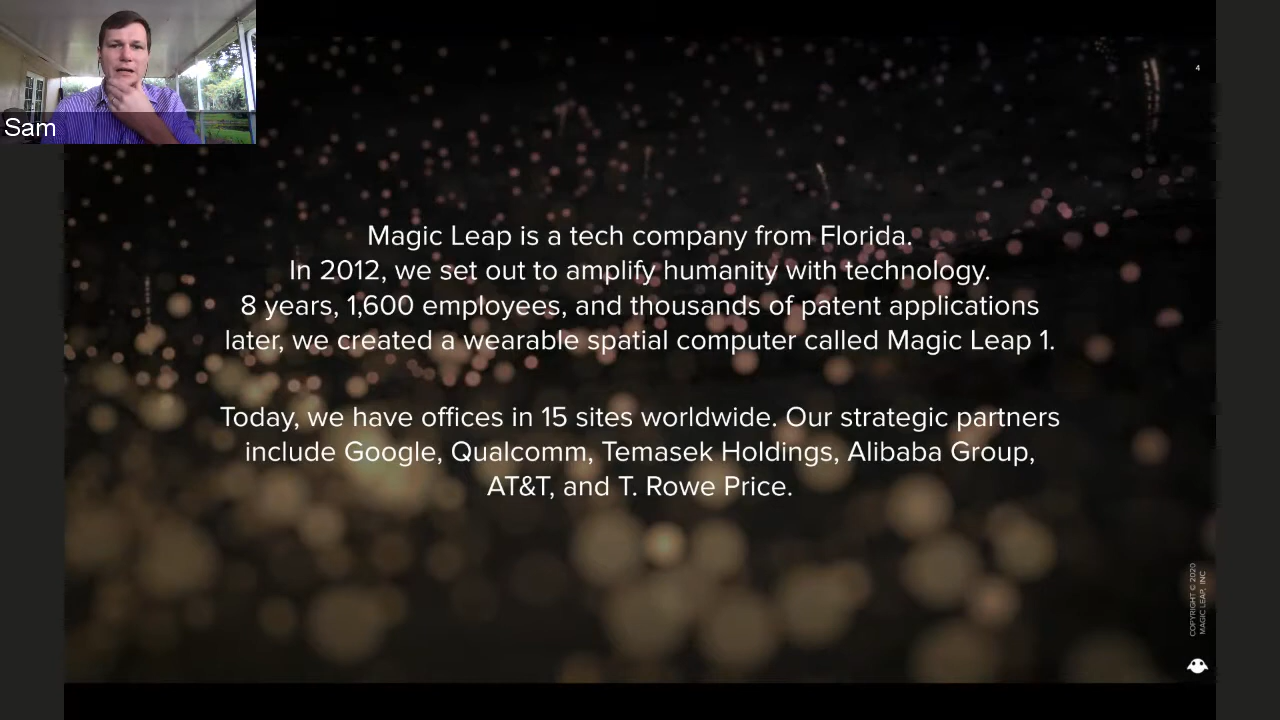 Sam
4
Magic Leap is a tech company from Florida.
In 2012, we set out to amplify humanity with technology.
8 years, 1,600 employees, and thousands of patent applications
later, we created a wearable spatial computer called Magic Leap 1.
Today, we have offices in 15 sites worldwide. Our strategic partners
include Google, Qualcomm, Temasek Holdings, Alibaba Group,
AT&T, and T. Rowe Price.
COPYRIGHT © 2020
MAGIC LEAP, INC